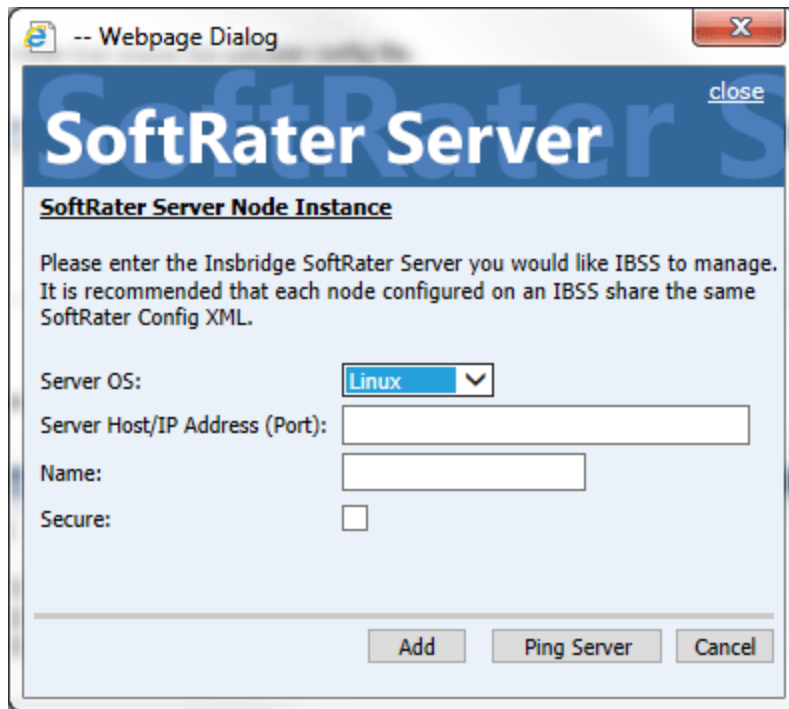 -- Webpage Dialog
close
SoftRater Server
SoftRater Server Node Instance
Please enter the Insbridge SoftRater Server you would like IBSS to manage.
It is recommended that each node configured on an IBSS share the same
SoftRater Config XML.
Server OS:
Linux
Server Host/IP Address (Port):
Name:
Secure:
Add
Ping Server
Cancel